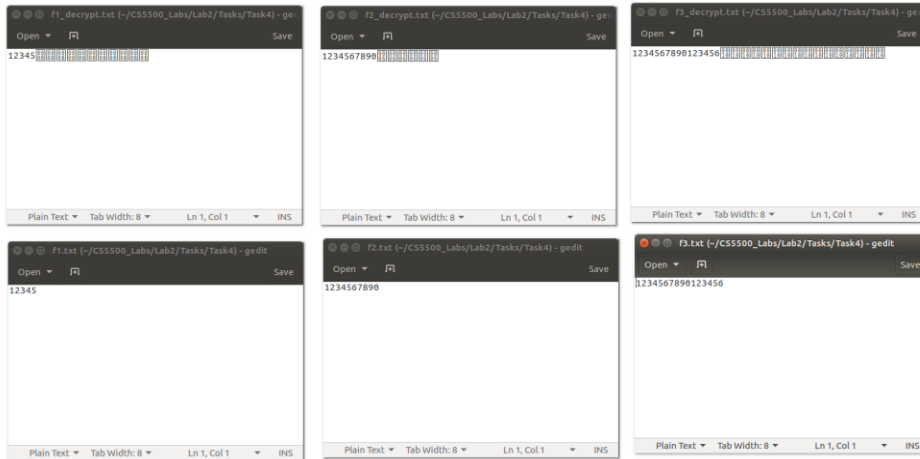 f1_decrypt.txt (~/CS5500_Labs/Lab2/Tasks/Task4) - ge
Open Save
12345
Plain Text Tab Width: 8 Ln 1, Col 1 INS
f2_decrypt.txt (~/CS5500_Labs/Lab2/Tasks/Task4) - ge
Open Save
1234567890
Plain Text Tab Width: 8 Ln 1, Col 1 INS
f3_decrypt.txt (~/CS5500_Labs/Lab2/Tasks/Task4) - ge
Open Save
1234567890123456
Plain Text Tab Width: 8 Ln 1, Col 1 INS
f1.txt (~/CS5500_Labs/Lab2/Tasks/Task4) - gedit
Open Save
12345
Plain Text Tab Width: 8 Ln 1, Col 1 INS
f2.txt (~/CS5500_Labs/Lab2/Tasks/Task4) - gedit
Open Save
1234567890
Plain Text Tab Width: 8 Ln 1, Col 1 INS
f3.txt (~/CS5500_Labs/Lab2/Tasks/Task4) - gedit
Open Save
1234567890123456
Plain Text Tab Width: 8 Ln 1, Col 1 INS